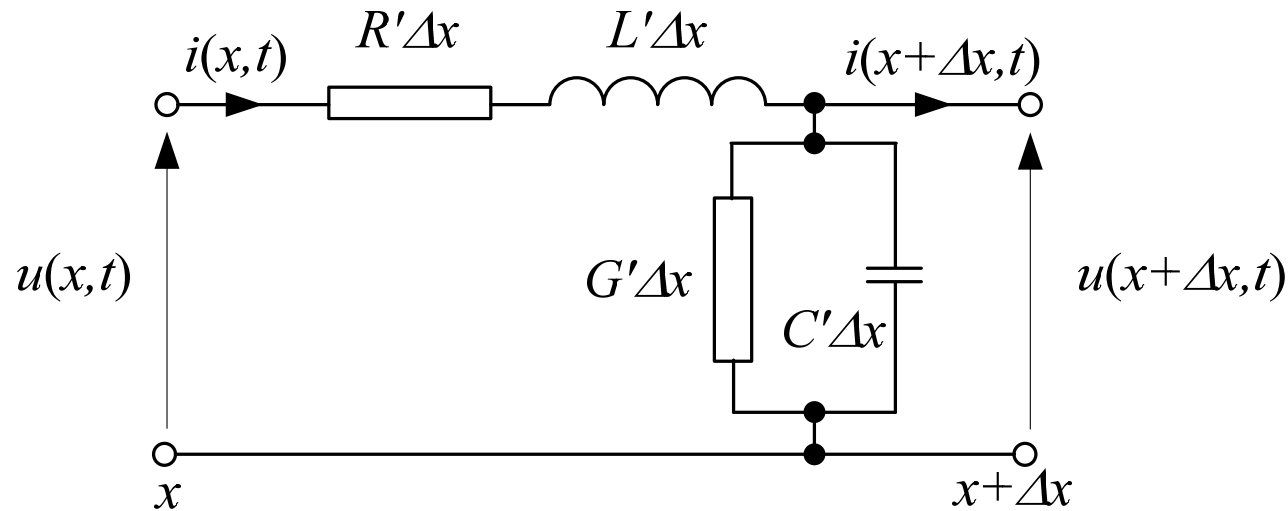 R'Δx
L'Δx
i(x,t)
i(x+Δx,t)
u(x,t)
G'Δx
C'Δx
u(x+Δx,t)
x
x+Δx